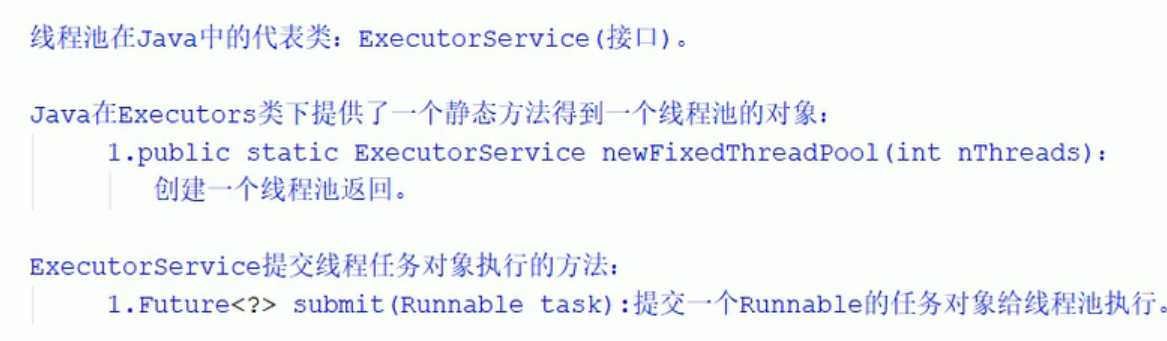 线程池在Java中的代表类：ExecutorService(接口)。
Java在Executors类下提供了一个静态方法得到一个线程池的对象：
1.public static ExecutorService newFixedThreadPool(int nThreads)：
创建一个线程池返回。
ExecutorService提交线程任务对象执行的方法：
1.Future<?> submit(Runnable task):提交一个Runnable的任务对象给线程池执行。